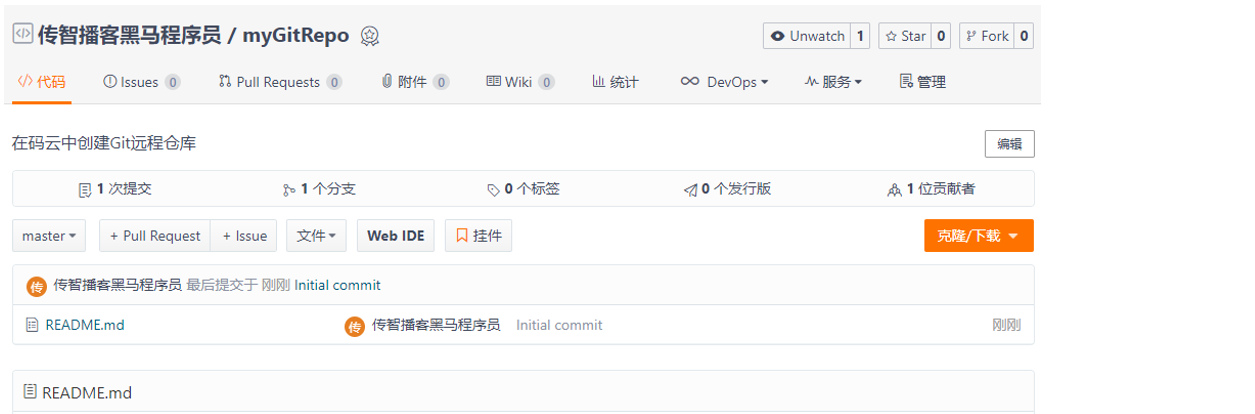 传智播客黑马程序员 / myGitRepo Unwatch 1 Star 0 Fork 0
代码 Issues 0 Pull Requests 0 附件 0 Wiki 0 统计 DevOps 服务 管理
在码云中创建Git远程仓库 编辑
1 次提交 1 个分支 0 个标签 0 个发行版 1 位贡献者
master + Pull Request + Issue 文件 Web IDE 挂件 克隆/下载
传 传智播客黑马程序员 最后提交于 刚刚 Initial commit
README.md 传 传智播客黑马程序员 Initial commit 刚刚
README.md